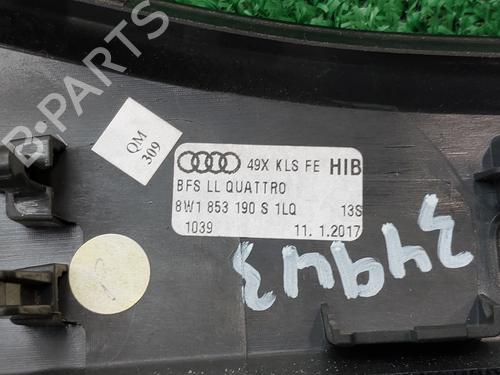 B-PARTS
QM
309
49X KLS FE HIB
BFS LL QUATTRO
8W1 853 190 S 1LQ 13S
1039 11. 1.2017
34943